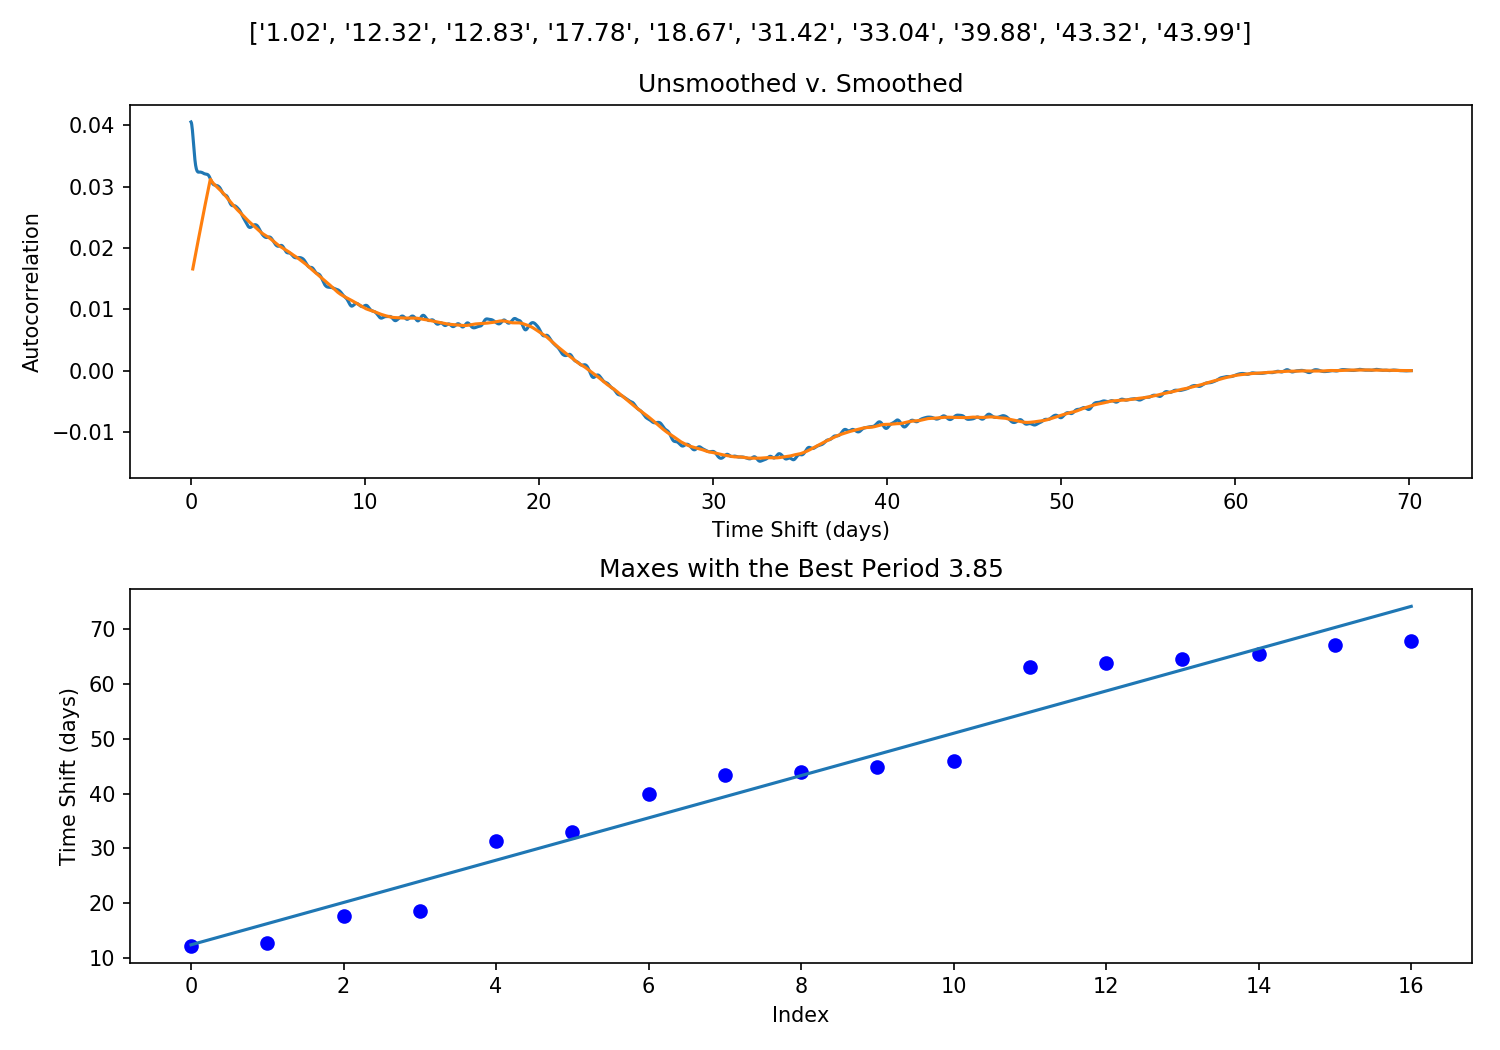 ['1.02', '12.32', '12.83', '17.78', '18.67', '31.42', '33.04', '39.88', '43.32', '43.99']
Unsmoothed v. Smoothed
Autocorrelation
0.04
0.03
0.02
0.01
0.00
−0.01
0 10 20 30 40 50 60 70
Time Shift (days)
Maxes with the Best Period 3.85
Time Shift (days)
70
60
50
40
30
20
10
0 2 4 6 8 10 12 14 16
Index